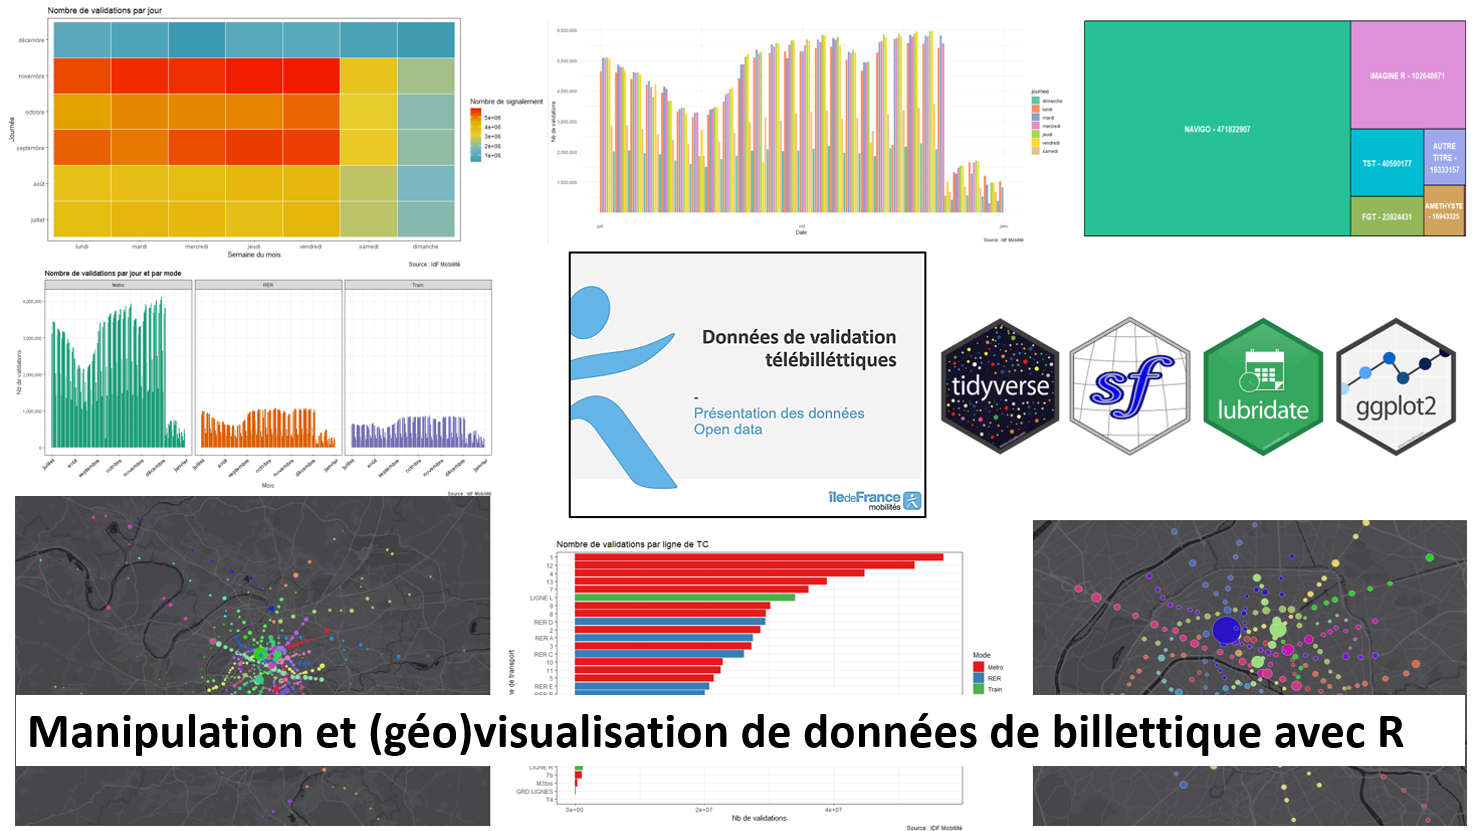 Nombre de validations par jour
Journée
décembre
novembre
octobre
septembre
août
juillet
lundi
mardi
mercredi
jeudi
vendredi
samedi
dimanche
Semaine du mois
Source : IdF Mobilité
Nombre de signalement
5e+06
4e+06
3e+06
2e+06
1e+06
Nb de validations
6,000,000
5,000,000
4,000,000
3,000,000
2,000,000
1,000,000
juil
oct
janv
Date
Source : IdF Mobilité
journee
dimanche
lundi
mardi
mercredi
jeudi
vendredi
samedi
NAVIGO - 471822907
IMAGINE R - 102648671
TST - 40590177
AUTRE
TITRE -
19333157
FGT - 23924431
AMETHYSTE
- 16943325
Nombre de validations par jour et par mode
Metro
RER
Train
Nb de validations
4,000,000
3,000,000
2,000,000
1,000,000
0
juillet
août
septembre
octobre
novembre
décembre
janvier
juillet
août
septembre
octobre
novembre
décembre
janvier
juillet
août
septembre
octobre
novembre
décembre
janvier
Mois
Source : IdF Mobilité
Données de validation
télébilléttiques
-
Présentation des données
Open data
îledeFrance
mobilités
tidyverse
sf
lubridate
ggplot2
Nombre de validations par ligne de TC
1
12
4
13
7
LIGNE L
9
8
RER D
2
RER A
3
RER C
10
11
5
RER E
ne de transport
Mode
Metro
RER
Train
Manipulation et (géo)visualisation de données de billettique avec R
LIGNE R
7b
M3bis
GRD LIGNES
14
0e+00
2e+07
4e+07
Nb de validations
Source : IDF Mobilité